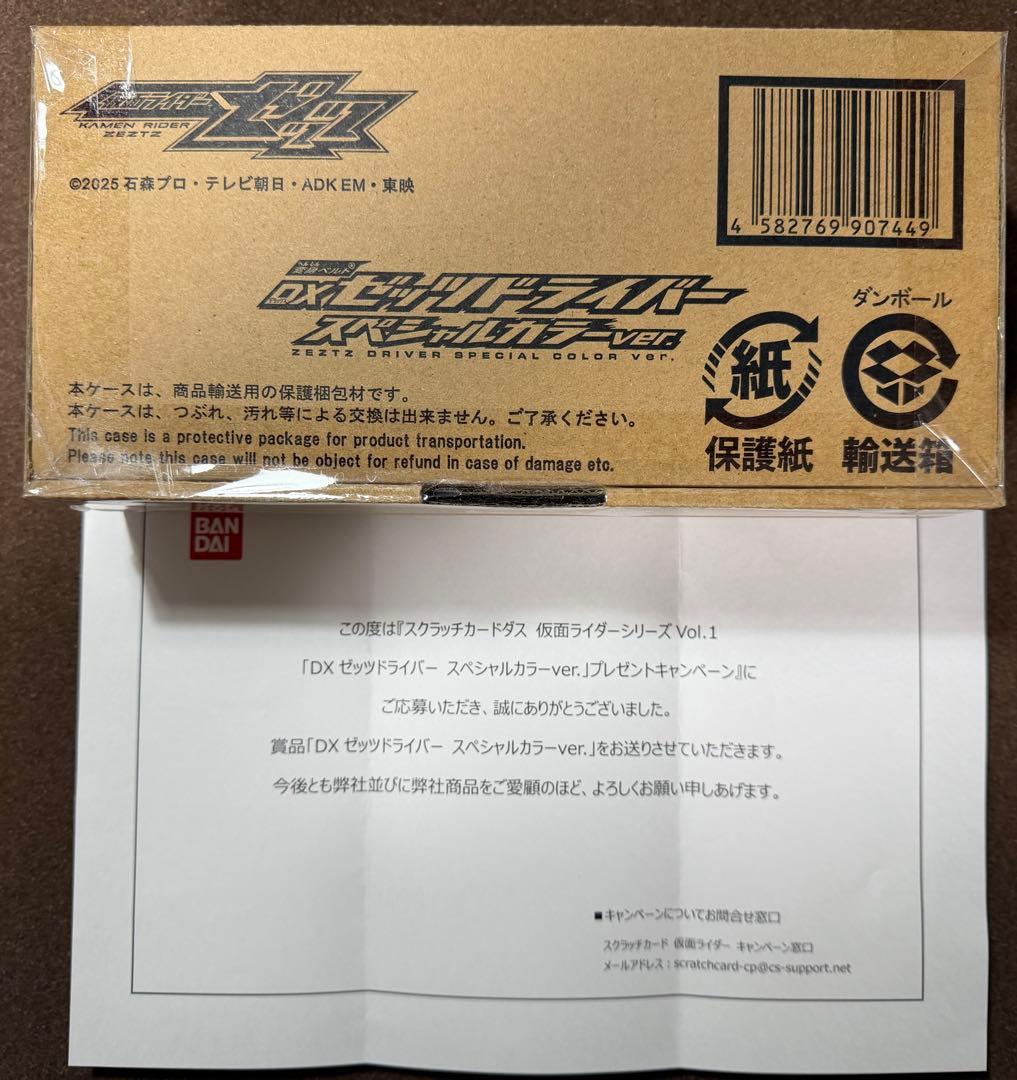 仮面ライダー
ゼッツ
KAMEN RIDER
ZEZTZ
©2025 石森プロ・テレビ朝日・ADK EM・東映
4 582769 907449
変身ベルト
DXゼッツドライバー
スペシャルカラーver.
ZEZTZ DRIVER SPECIAL COLOR ver.
ダンボール
紙
保護紙
輸送箱
本ケースは、商品輸送用の保護梱包材です。
本ケースは、つぶれ、汚れ等による交換は出来ません。ご了承ください。
This case is a protective package for product transportation.
Please note this case will not be object for refund in case of damage etc.
BAN
DAI
この度は『スクラッチカードダス 仮面ライダーシリーズ Vol.1
「DX ゼッツドライバー スペシャルカラーver.」プレゼントキャンペーン』に
ご応募いただき、誠にありがとうございました。
賞品「DX ゼッツドライバー スペシャルカラーver.」をお送りさせていただきます。
今後とも弊社並びに弊社商品をご愛顧のほど、よろしくお願い申しあげます。
■キャンペーンについてお問合せ窓口
スクラッチカード 仮面ライダー キャンペーン窓口
メールアドレス：scratchcard-cp@cs-support.net